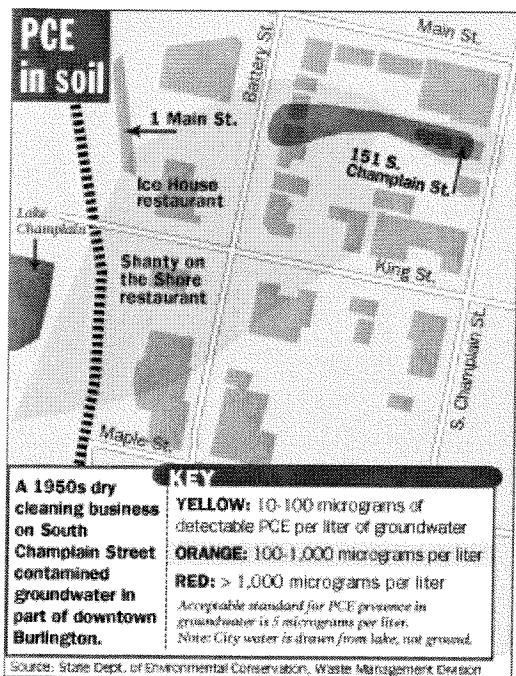 PCE
in soil
Main St.
Battery St.
1 Main St.
151 S.
Champlain St.
Ice House
restaurant
Lake
Champlain
King St.
Shanty on
the Shore
restaurant
S. Champlain St.
Maple St.
A 1950s dry
cleaning business
on South
Champlain Street
contaminated
groundwater in
part of downtown
Burlington.
KEY
YELLOW: 10-100 micrograms of
detectable PCE per liter of groundwater
ORANGE: 100-1,000 micrograms per liter
RED: > 1,000 micrograms per liter
Acceptable standard for PCE presence in
groundwater is 5 micrograms per liter.
Note: City water is drawn from lake, not ground.
Source: State Dept. of Environmental Conservation, Waste Management Division